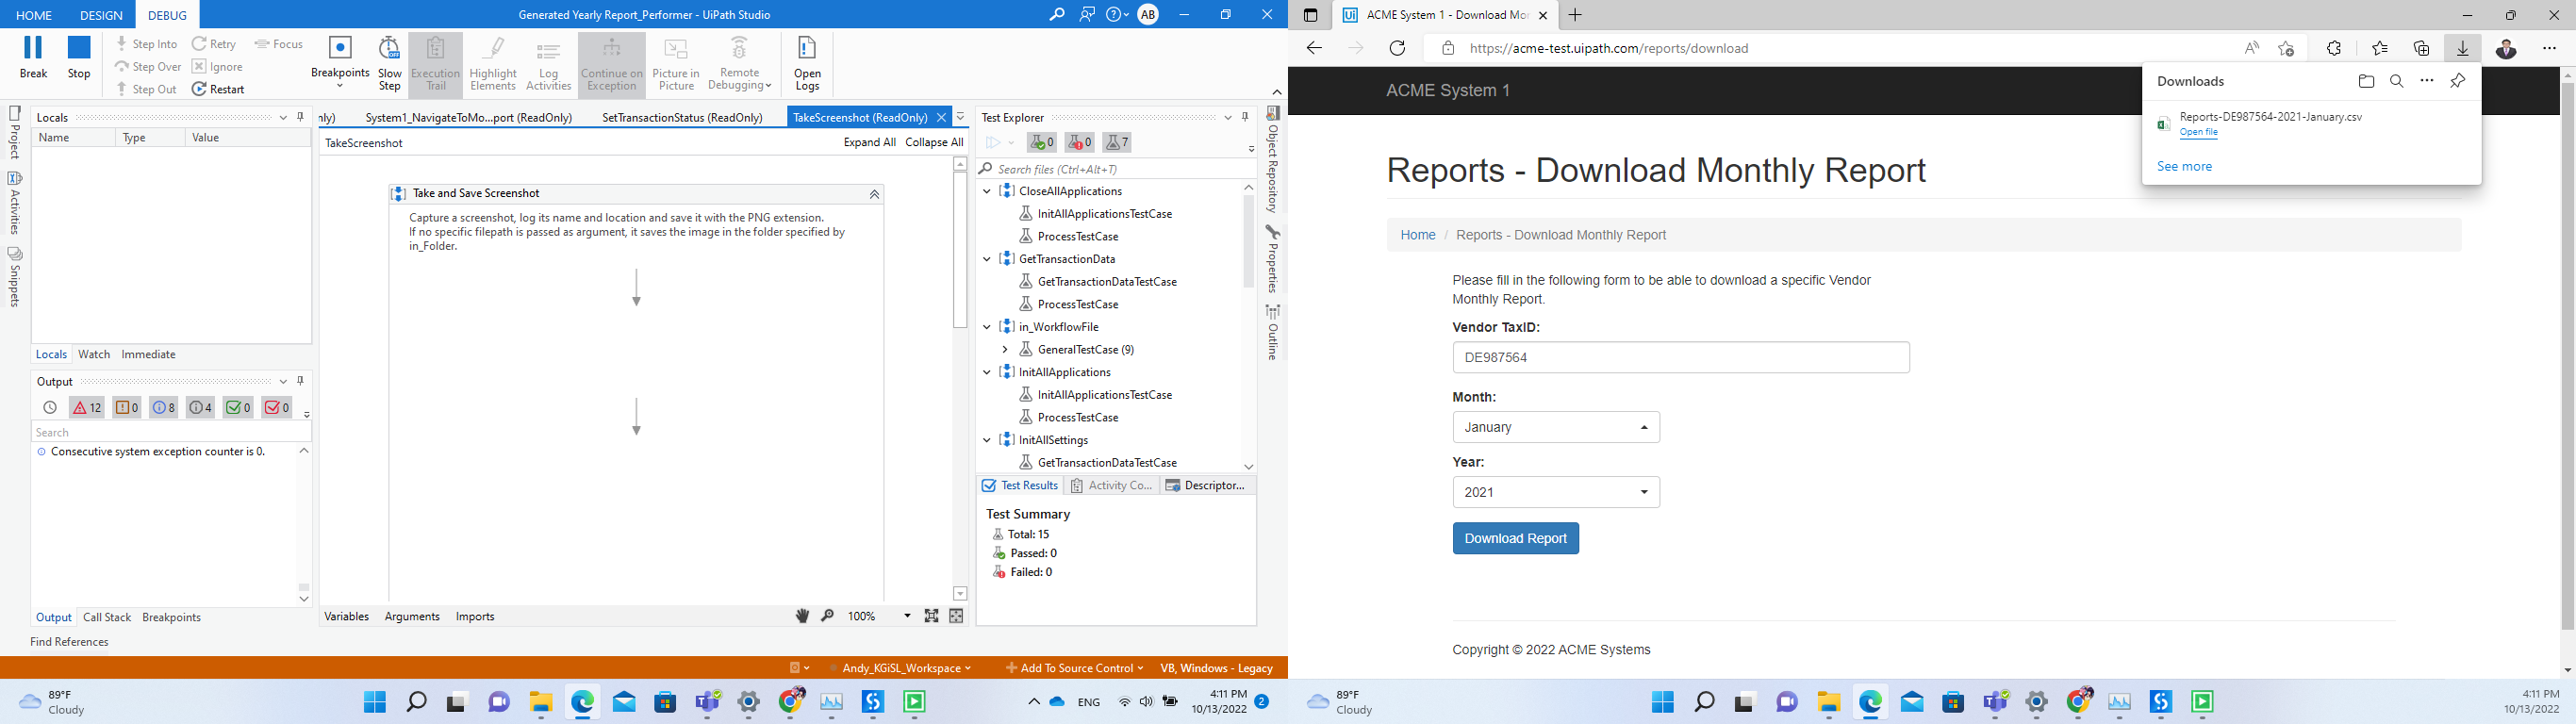 HOME DESIGN DEBUG Generated Yearly Report_Performer - UiPath Studio AB
Break Stop Step Into Step Over Step Out Retry Ignore Restart Focus Breakpoints Slow Step Execution Trail Highlight Elements Log Activities Continue on Exception Picture in Picture Remote Debugging Open Logs
Project
Activities
Snippets
Locals
Name Type Value
Locals Watch Immediate
Output
12 0 8 4 0 0
Search
Consecutive system exception counter is 0.
Output Call Stack Breakpoints
Find References
nly) System1_NavigateToMo...port (ReadOnly) SetTransactionStatus (ReadOnly) TakeScreenshot (ReadOnly)
TakeScreenshot Expand All Collapse All
Take and Save Screenshot
Capture a screenshot, log its name and location and save it with the PNG extension.
If no specific filepath is passed as argument, it saves the image in the folder specified by
in_Folder.
Variables Arguments Imports 100%
Test Explorer
0 0 7
Search files (Ctrl+Alt+T)
CloseAllApplications
InitAllApplicationsTestCase
ProcessTestCase
GetTransactionData
GetTransactionDataTestCase
ProcessTestCase
in_WorkflowFile
GeneralTestCase (9)
InitAllApplications
InitAllApplicationsTestCase
ProcessTestCase
InitAllSettings
GetTransactionDataTestCase
Test Results Activity Co... Descriptor...
Test Summary
Total: 15
Passed: 0
Failed: 0
Object Repository
Properties
Outline
Andy_KGiSL_Workspace Add To Source Control VB, Windows - Legacy
89°F
Cloudy
ENG
4:11 PM
10/13/2022
2
Ui ACME System 1 - Download Mor
https://acme-test.uipath.com/reports/download
ACME System 1
Downloads
Reports-DE987564-2021-January.csv
Open file
See more
Reports - Download Monthly Report
Home / Reports - Download Monthly Report
Please fill in the following form to be able to download a specific Vendor
Monthly Report.
Vendor TaxID:
DE987564
Month:
January
Year:
2021
Download Report
Copyright © 2022 ACME Systems
89°F
Cloudy
4:11 PM
10/13/2022